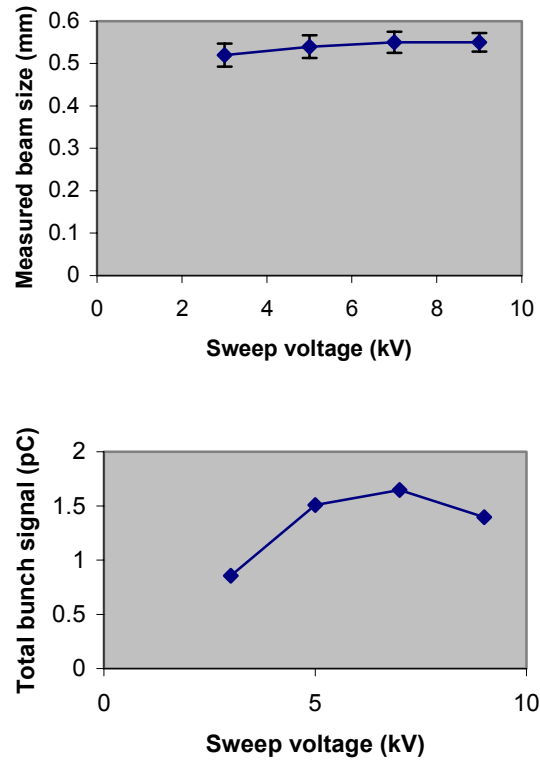 Measured beam size (mm)
0.6
0.5
0.4
0.3
0.2
0.1
0
0 2 4 6 8 10
Sweep voltage (kV)
Total bunch signal (pC)
2
1.5
1
0.5
0
0 5 10
Sweep voltage (kV)